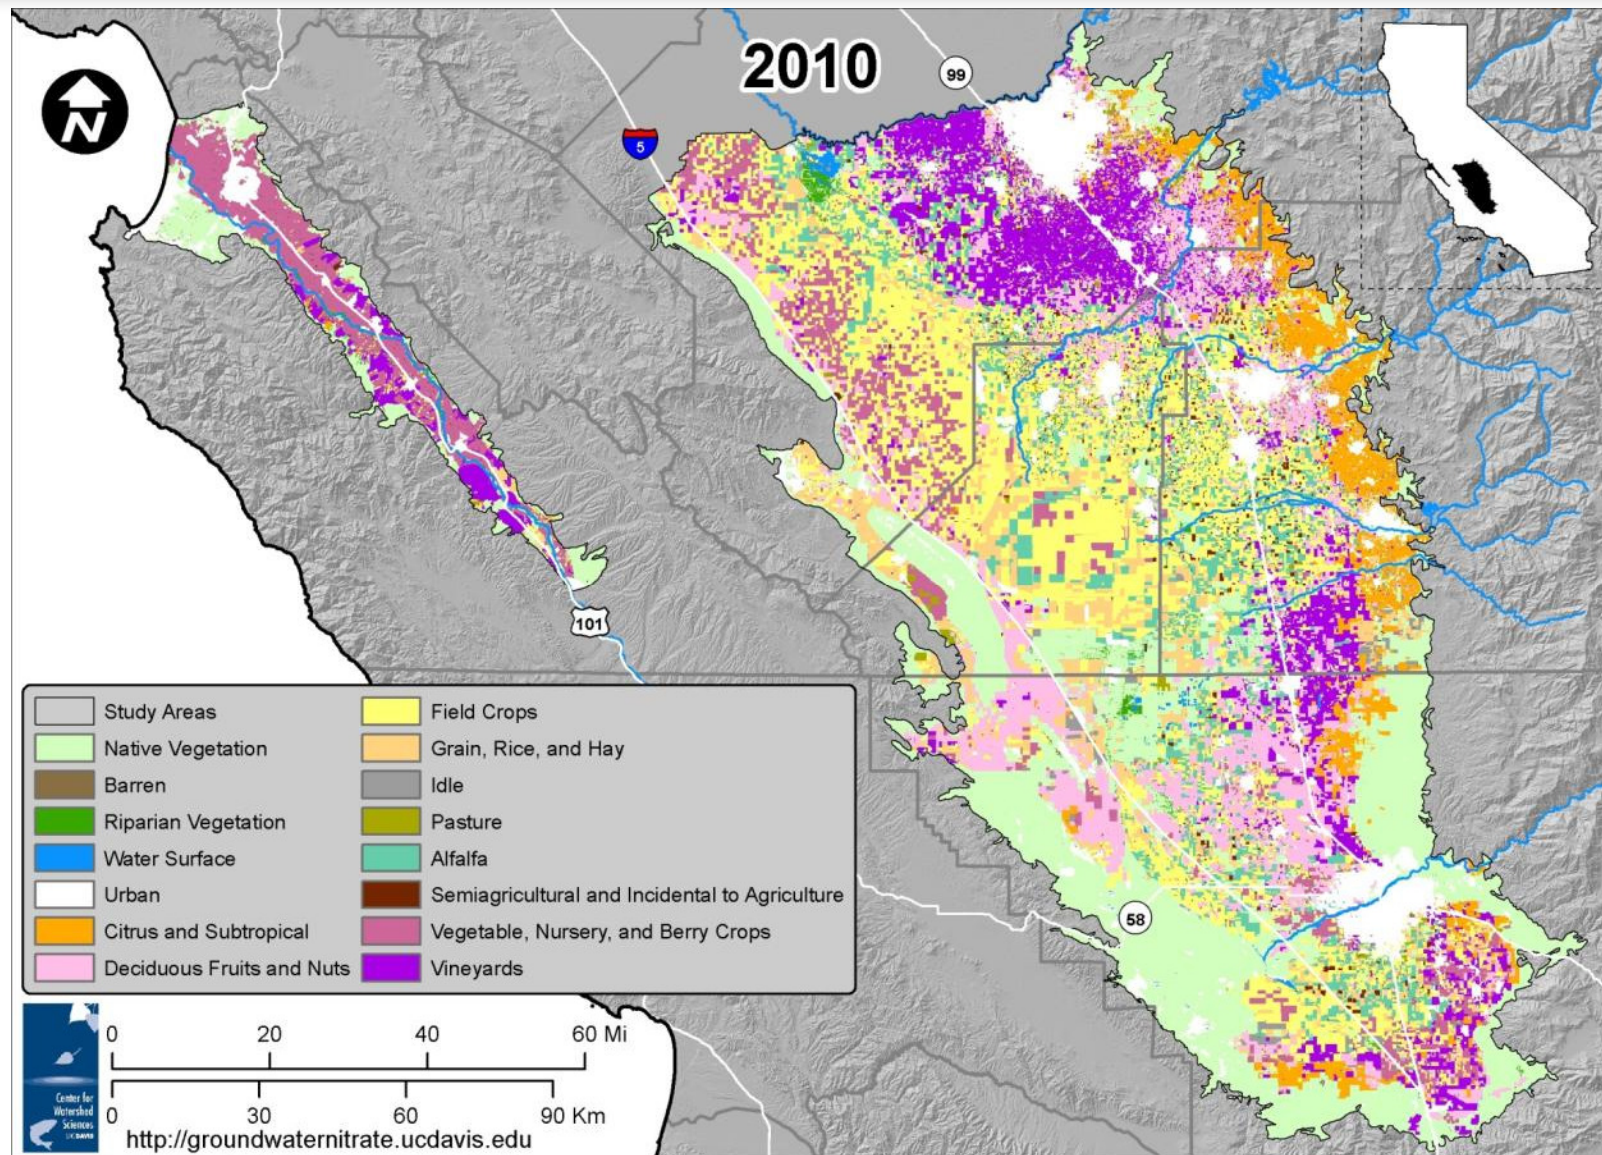 2010
N
99
5
101
58
Study Areas
Native Vegetation
Barren
Riparian Vegetation
Water Surface
Urban
Citrus and Subtropical
Deciduous Fruits and Nuts
Field Crops
Grain, Rice, and Hay
Idle
Pasture
Alfalfa
Semiagricultural and Incidental to Agriculture
Vegetable, Nursery, and Berry Crops
Vineyards
Center for
Watershed
Sciences
UC DAVIS
0 20 40 60 Mi
0 30 60 90 Km
http://groundwaternitrate.ucdavis.edu